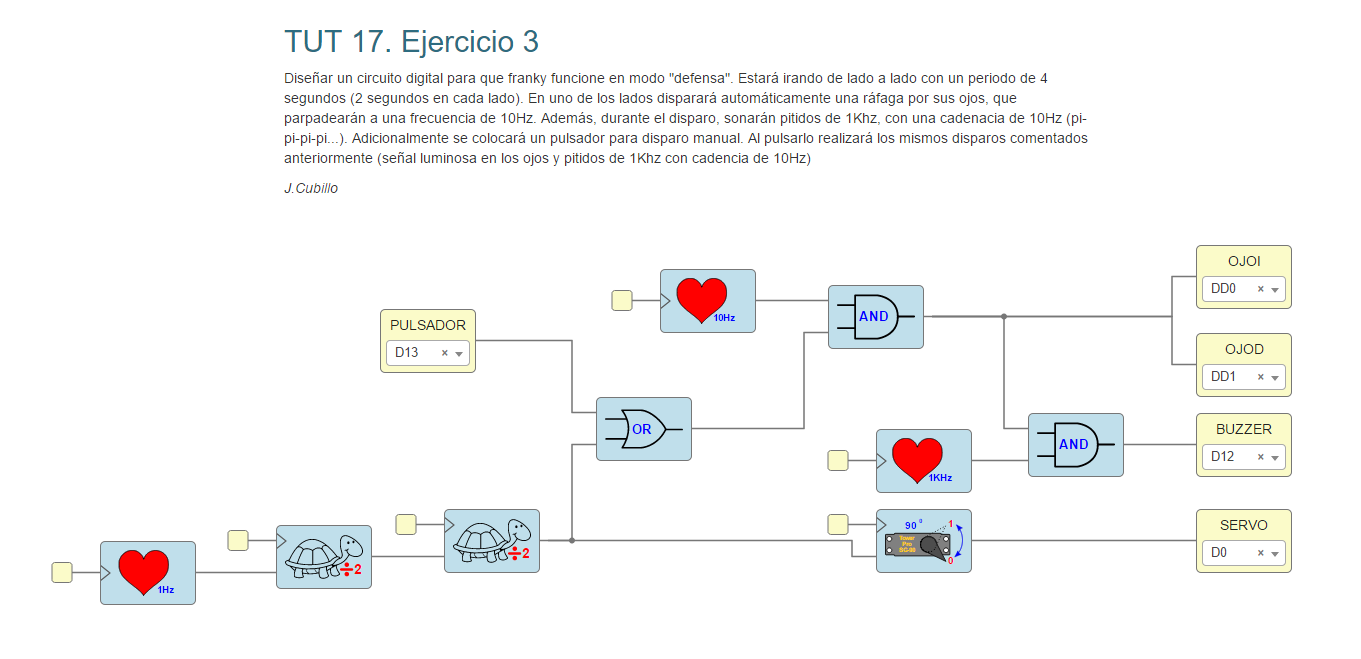 TUT 17. Ejercicio 3
Diseñar un circuito digital para que franky funcione en modo "defensa". Estará irando de lado a lado con un periodo de 4
segundos (2 segundos en cada lado). En uno de los lados disparará automáticamente una ráfaga por sus ojos, que
parpadearán a una frecuencia de 10Hz. Además, durante el disparo, sonarán pitidos de 1Khz, con una cadenacia de 10Hz (pi-
pi-pi-pi...). Adicionalmente se colocará un pulsador para disparo manual. Al pulsarlo realizará los mismos disparos comentados
anteriormente (señal luminosa en los ojos y pitidos de 1Khz con cadencia de 10Hz)
J.Cubillo
OJOI
DD0
10Hz
AND
PULSADOR
D13
OJOD
DD1
OR
AND
BUZZER
D12
1KHz
÷2
90 º
1
Tower
Pro
SG-90
0
SERVO
D0
÷2
1Hz